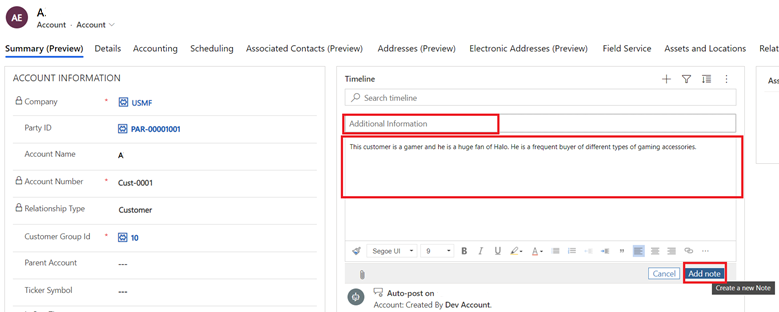 AE
A.
Account · Account
Summary (Preview) Details Accounting Scheduling Associated Contacts (Preview) Addresses (Preview) Electronic Addresses (Preview) Field Service Assets and Locations Relat
ACCOUNT INFORMATION
Company * USMF
Party ID PAR-00001001
Account Name A
Account Number * Cust-0001
Relationship Type Customer
Customer Group Id * 10
Parent Account ---
Ticker Symbol ---
Timeline
Search timeline
Additional Information
This customer is a gamer and he is a huge fan of Halo. He is a frequent buyer of different types of gaming accessories.
Segoe UI 9 B I U A
Cancel Add note
Create a new Note
Auto-post on
Account: Created By Dev Account.
Ass